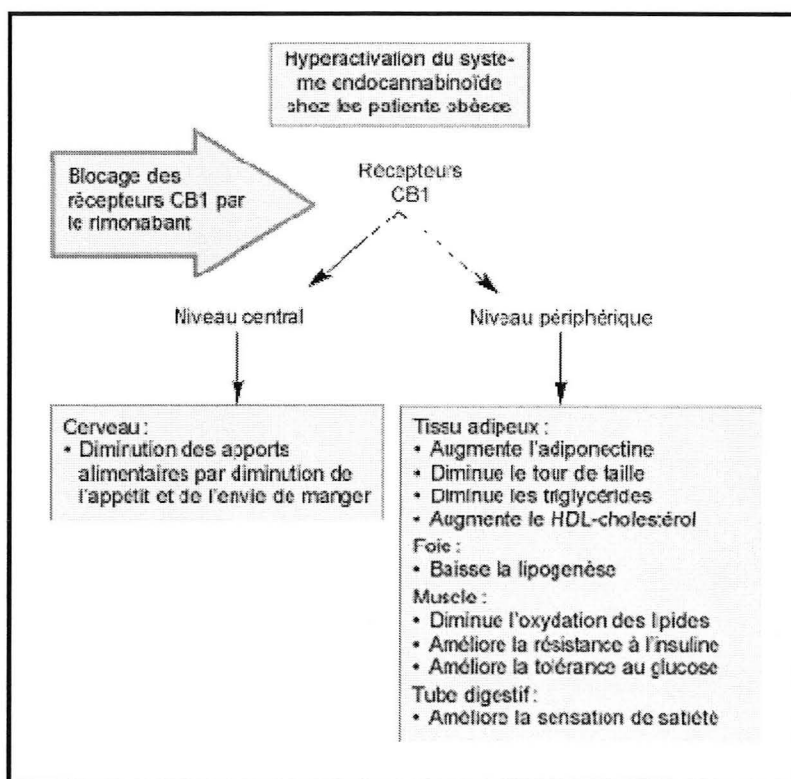 Hyperactivation du systè-
me endocannabinoïde
chez les patients obèses
Blocage des
récepteurs CB1 par
le rimonabant
Récepteurs
CB1
Niveau central
Niveau périphérique
Cerveau :
• Diminution des apports
alimentaires par diminution de
l'appétit et de l'envie de manger
Tissu adipeux :
• Augmente l'adiponectine
• Diminue le tour de taille
• Diminue les triglycérides
• Augmente le HDL-cholestérol
Foie :
• Baisse la lipogenèse
Muscle :
• Diminue l'oxydation des lipides
• Améliore la résistance à l'insuline
• Améliore la tolérance au glucose
Tube digestif :
• Améliore la sensation de satiété